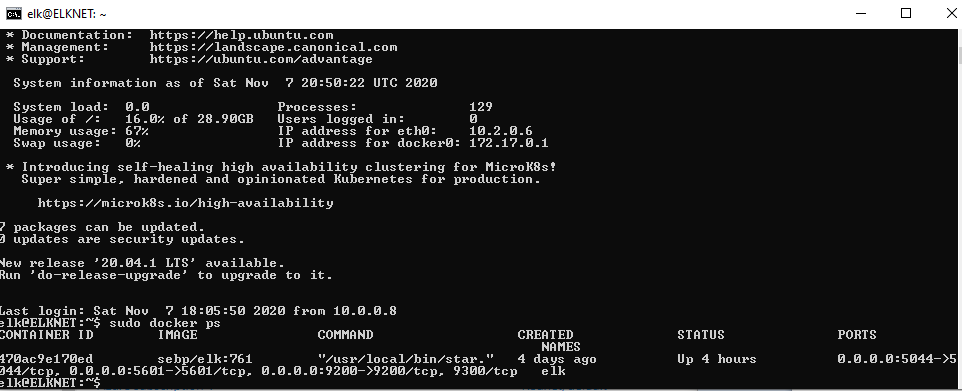 elk@ELKNET: ~
* Documentation:  https://help.ubuntu.com
* Management:     https://landscape.canonical.com
* Support:        https://ubuntu.com/advantage
System information as of Sat Nov  7 20:50:22 UTC 2020
System load:  0.0                Processes:              129
Usage of /:   16.0% of 28.90GB   Users logged in:        0
Memory usage: 67%                IP address for eth0:    10.2.0.6
Swap usage:   0%                 IP address for docker0: 172.17.0.1
* Introducing self-healing high availability clustering for MicroK8s!
Super simple, hardened and opinionated Kubernetes for production.
https://microk8s.io/high-availability
7 packages can be updated.
0 updates are security updates.
New release '20.04.1 LTS' available.
Run 'do-release-upgrade' to upgrade to it.
Last login: Sat Nov  7 18:05:50 2020 from 10.0.0.8
elk@ELKNET:~$ sudo docker ps
CONTAINER ID        IMAGE               COMMAND                  CREATED             STATUS              PORTS
NAMES
470ac9e170ed        sebp/elk:761        "/usr/local/bin/star."   4 days ago          Up 4 hours          0.0.0.0:5044->5
044/tcp, 0.0.0.0:5601->5601/tcp, 0.0.0.0:9200->9200/tcp, 9300/tcp   elk
elk@ELKNET:~$